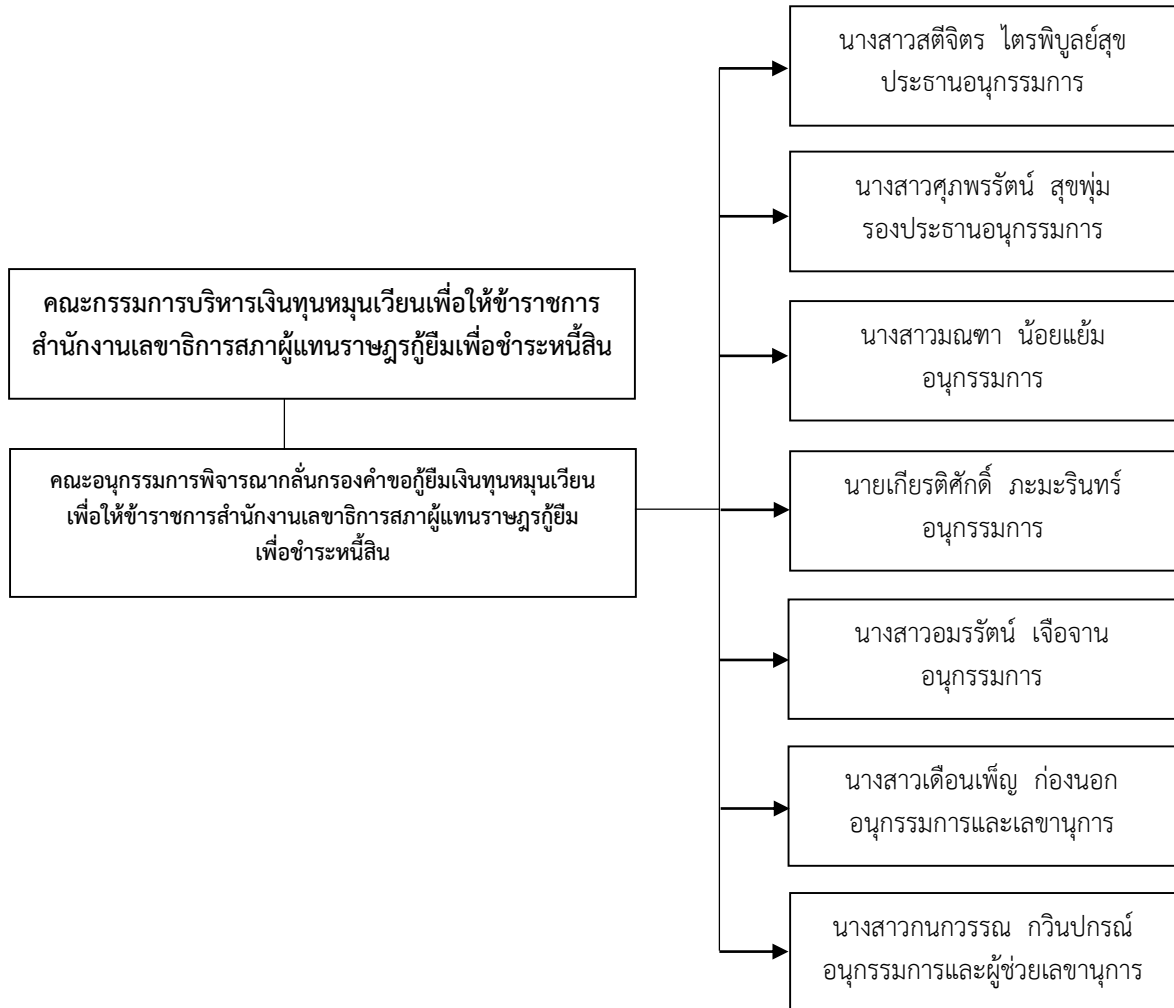 นางสาวสตีจิตร ไตรพิบูลย์สุข
ประธานอนุกรรมการ
นางสาวศุภพรรัตน์ สุขพุ่ม
รองประธานอนุกรรมการ
คณะกรรมการบริหารเงินทุนหมุนเวียนเพื่อให้ข้าราชการ
สำนักงานเลขาธิการสภาผู้แทนราษฎรกู้ยืมเพื่อชำระหนี้สิน
นางสาวมณฑา น้อยแย้ม
อนุกรรมการ
คณะอนุกรรมการพิจารณากลั่นกรองคำขอกู้ยืมเงินทุนหมุนเวียน
เพื่อให้ข้าราชการสำนักงานเลขาธิการสภาผู้แทนราษฎรกู้ยืม
เพื่อชำระหนี้สิน
นายเกียรติศักดิ์ ภะมะรินทร์
อนุกรรมการ
นางสาวอมรรัตน์ เจือจาน
อนุกรรมการ
นางสาวเดือนเพ็ญ ก่องนอก
อนุกรรมการและเลขานุการ
นางสาวกนกวรรณ กวินปกรณ์
อนุกรรมการและผู้ช่วยเลขานุการ